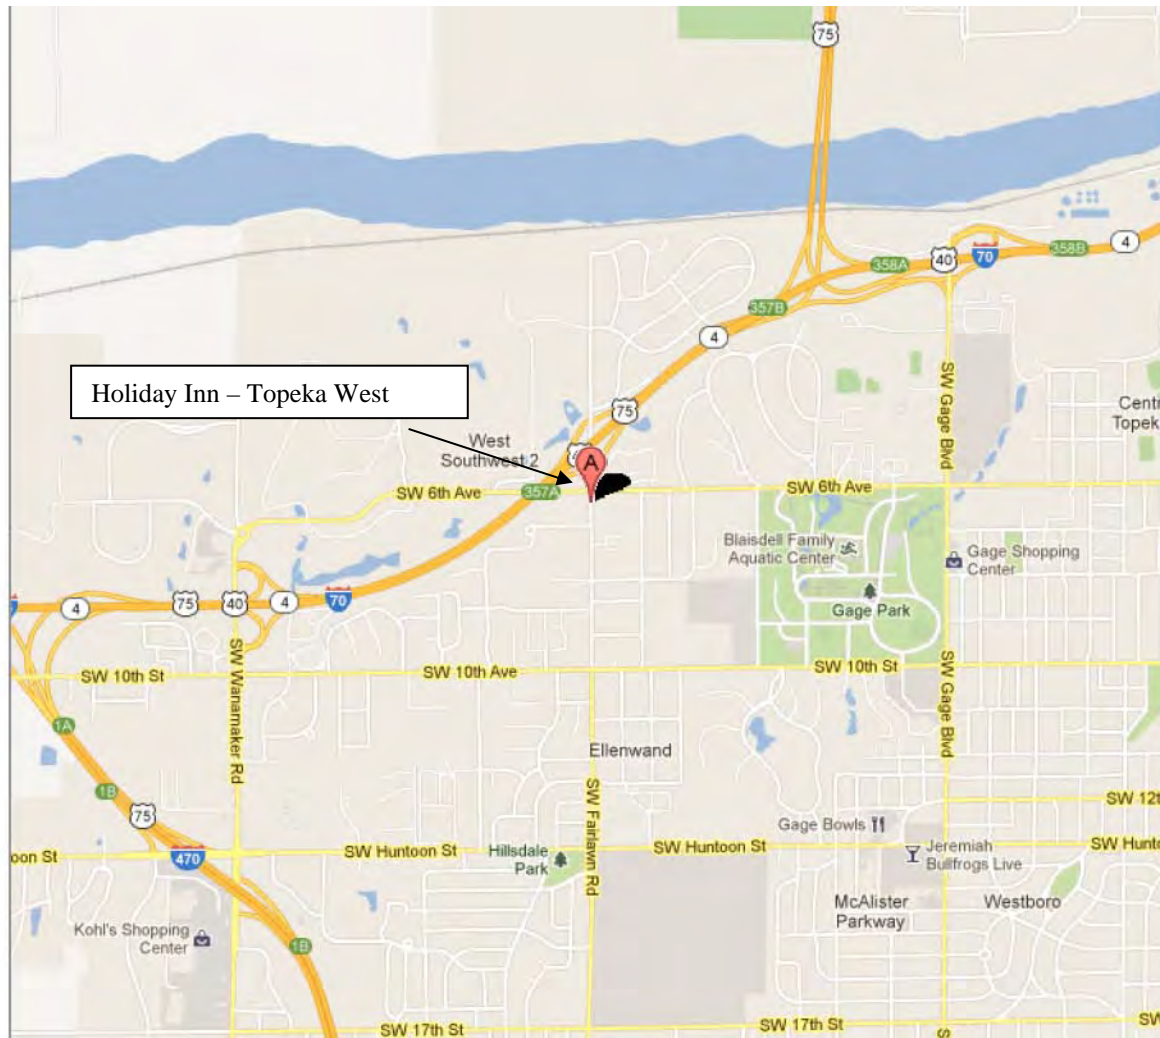 75
358B
4
40
70
358A
357B
4
Holiday Inn – Topeka West
75
SW Gage Blvd
Centr
Topek
West
Southwest 2
A
357A
SW 6th Ave
SW 6th Ave
Blaisdell Family
Aquatic Center
Gage Shopping
Center
Gage Park
4
75
40
4
70
SW 10th St
SW 10th Ave
SW 10th St
SW Wanamaker Rd
SW Gage Blvd
1A
Ellenwand
1B
75
SW Fairlawn Rd
SW 12t
Gage Bowls
oon St
470
SW Huntoon St
Hillsdale
Park
SW Huntoon St
Jeremiah
Bullfrogs Live
SW Hunto
McAlister
Parkway
Westboro
Kohl's Shopping
Center
1B
SW 17th St
SW 17th St
S
SW